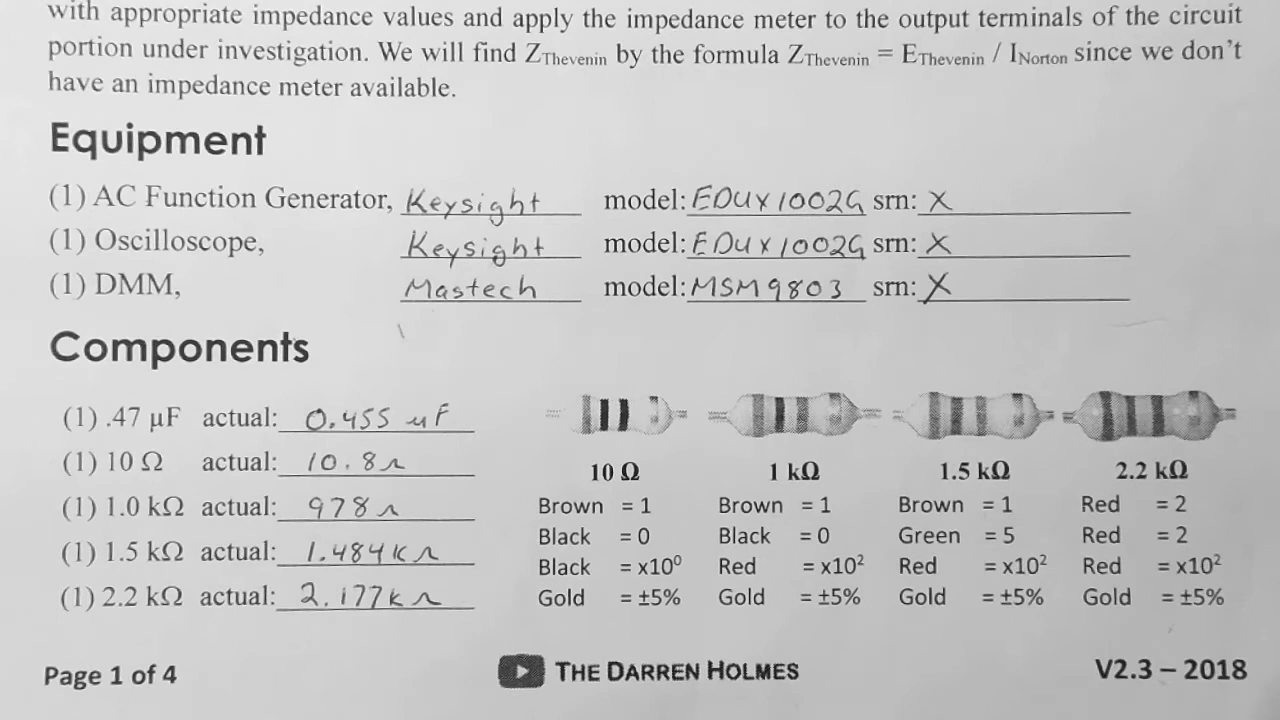 with appropriate impedance values and apply the impedance meter to the output terminals of the circuit
portion under investigation. We will find ZThevenin by the formula ZThevenin = EThevenin / INorton since we don't
have an impedance meter available.
Equipment
(1) AC Function Generator, Keysight model: EDUX1002G srn: X
(1) Oscilloscope, Keysight model: EDUX1002G srn: X
(1) DMM, Mastech model: MSM9803 srn: X
Components
(1) .47 µF actual: 0.455 uF
(1) 10 Ω actual: 10.8Ω
(1) 1.0 kΩ actual: 978Ω
(1) 1.5 kΩ actual: 1.484KΩ
(1) 2.2 kΩ actual: 2.177KΩ
10 Ω 1 kΩ 1.5 kΩ 2.2 kΩ
Brown = 1 Brown = 1 Brown = 1 Red = 2
Black = 0 Black = 0 Green = 5 Red = 2
Black = x10⁰ Red = x10² Red = x10² Red = x10²
Gold = ±5% Gold = ±5% Gold = ±5% Gold = ±5%
Page 1 of 4 THE DARREN HOLMES V2.3 – 2018